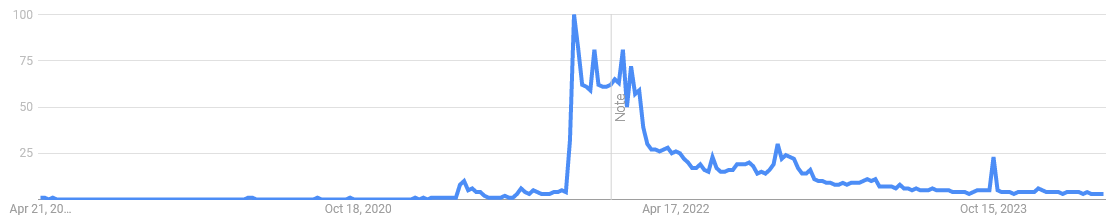 100
75
50
25
Note
Apr 21, 20...
Oct 18, 2020
Apr 17, 2022
Oct 15, 2023